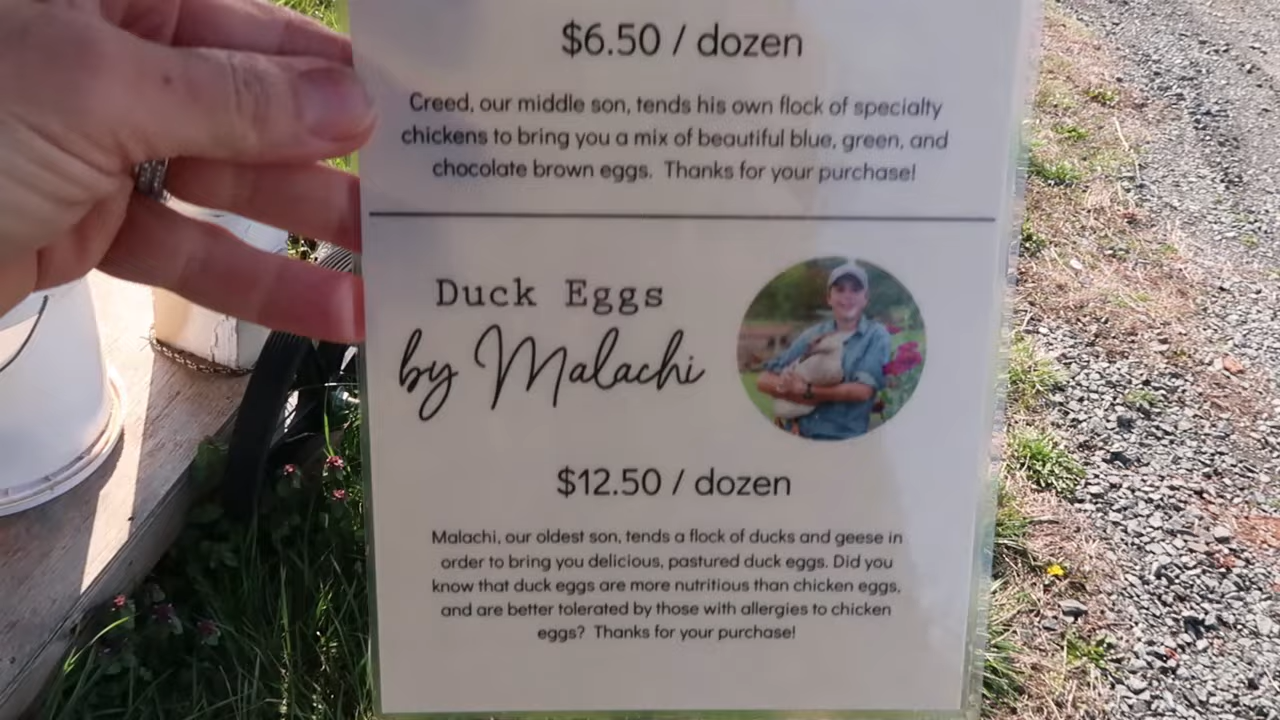 $6.50 / dozen
Creed, our middle son, tends his own flock of specialty
chickens to bring you a mix of beautiful blue, green, and
chocolate brown eggs. Thanks for your purchase!
Duck Eggs
by Malachi
$12.50 / dozen
Malachi, our oldest son, tends a flock of ducks and geese in
order to bring you delicious, pastured duck eggs. Did you
know that duck eggs are more nutritious than chicken eggs,
and are better tolerated by those with allergies to chicken
eggs? Thanks for your purchase!